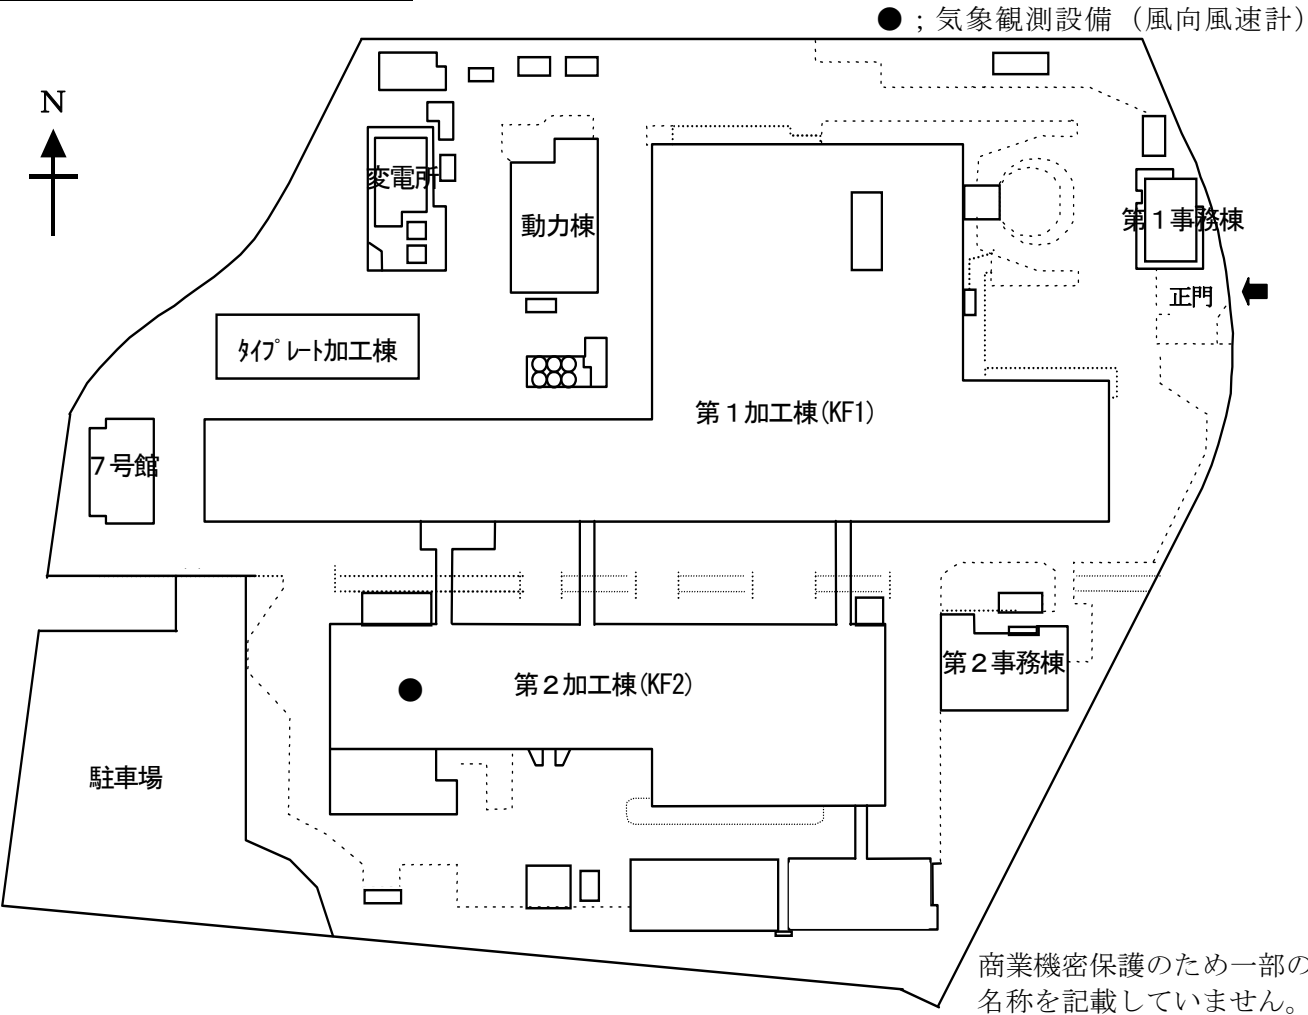 ●；気象観測設備（風向風速計）
N
変電所
動力棟
第１事務棟
正門
ﾀｲﾌﾟﾚｰﾄ加工棟
第１加工棟(KF1)
７号館
第２事務棟
第２加工棟(KF2)
駐車場
商業機密保護のため一部の
名称を記載していません。